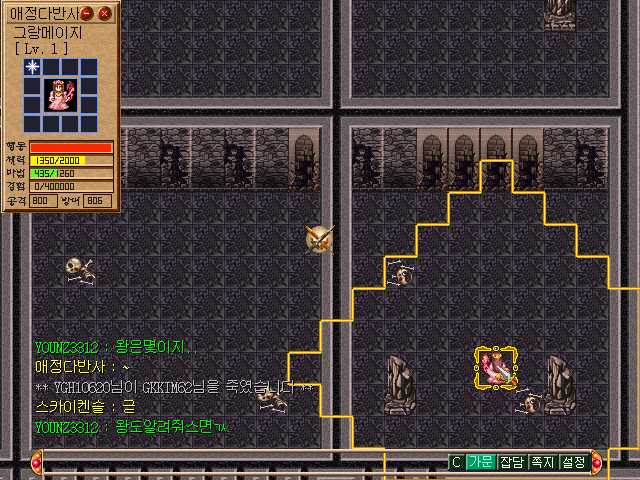 애정다반사
그랑메이지
[ Lv. 1 ]
행동
체력 1350/2000
마법 435/1260
경험 0/400000
공격 800 방어 806
YOUNZ3312 : 왕은몇이지,
애정다반사 : ~
** YGH10620님이 GKKIM62님을 죽였습니다 **
스카이켄솔 : 글
YOUNZ3312 : 왕도알려줘스면ㄳ
C 가문 잡담 쪽지 설정